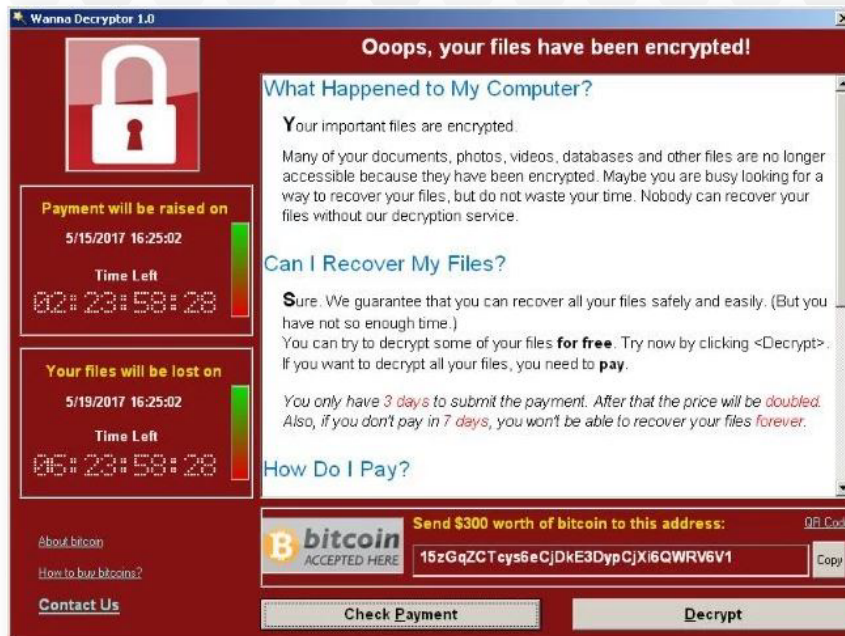 Wanna Decryptor 1.0
Ooops, your files have been encrypted!
Payment will be raised on
5/15/2017 16:25:02
Time Left
02:23:58:28
Your files will be lost on
5/19/2017 16:25:02
Time Left
06:23:58:28
About bitcoin
How to buy bitcoins?
Contact Us
What Happened to My Computer?
Your important files are encrypted.
Many of your documents, photos, videos, databases and other files are no longer
accessible because they have been encrypted. Maybe you are busy looking for a
way to recover your files, but do not waste your time. Nobody can recover your
files without our decryption service.
Can I Recover My Files?
Sure. We guarantee that you can recover all your files safely and easily. (But you
have not so enough time.)
You can try to decrypt some of your files for free. Try now by clicking <Decrypt>.
If you want to decrypt all your files, you need to pay.
You only have 3 days to submit the payment. After that the price will be doubled.
Also, if you don't pay in 7 days, you won't be able to recover your files forever.
How Do I Pay?
bitcoin
ACCEPTED HERE
Send $300 worth of bitcoin to this address:
QR Cod
15zGqZCTcys6eCjDkE3DypCjXi6QWRV6V1
Copy
Check Payment
Decrypt